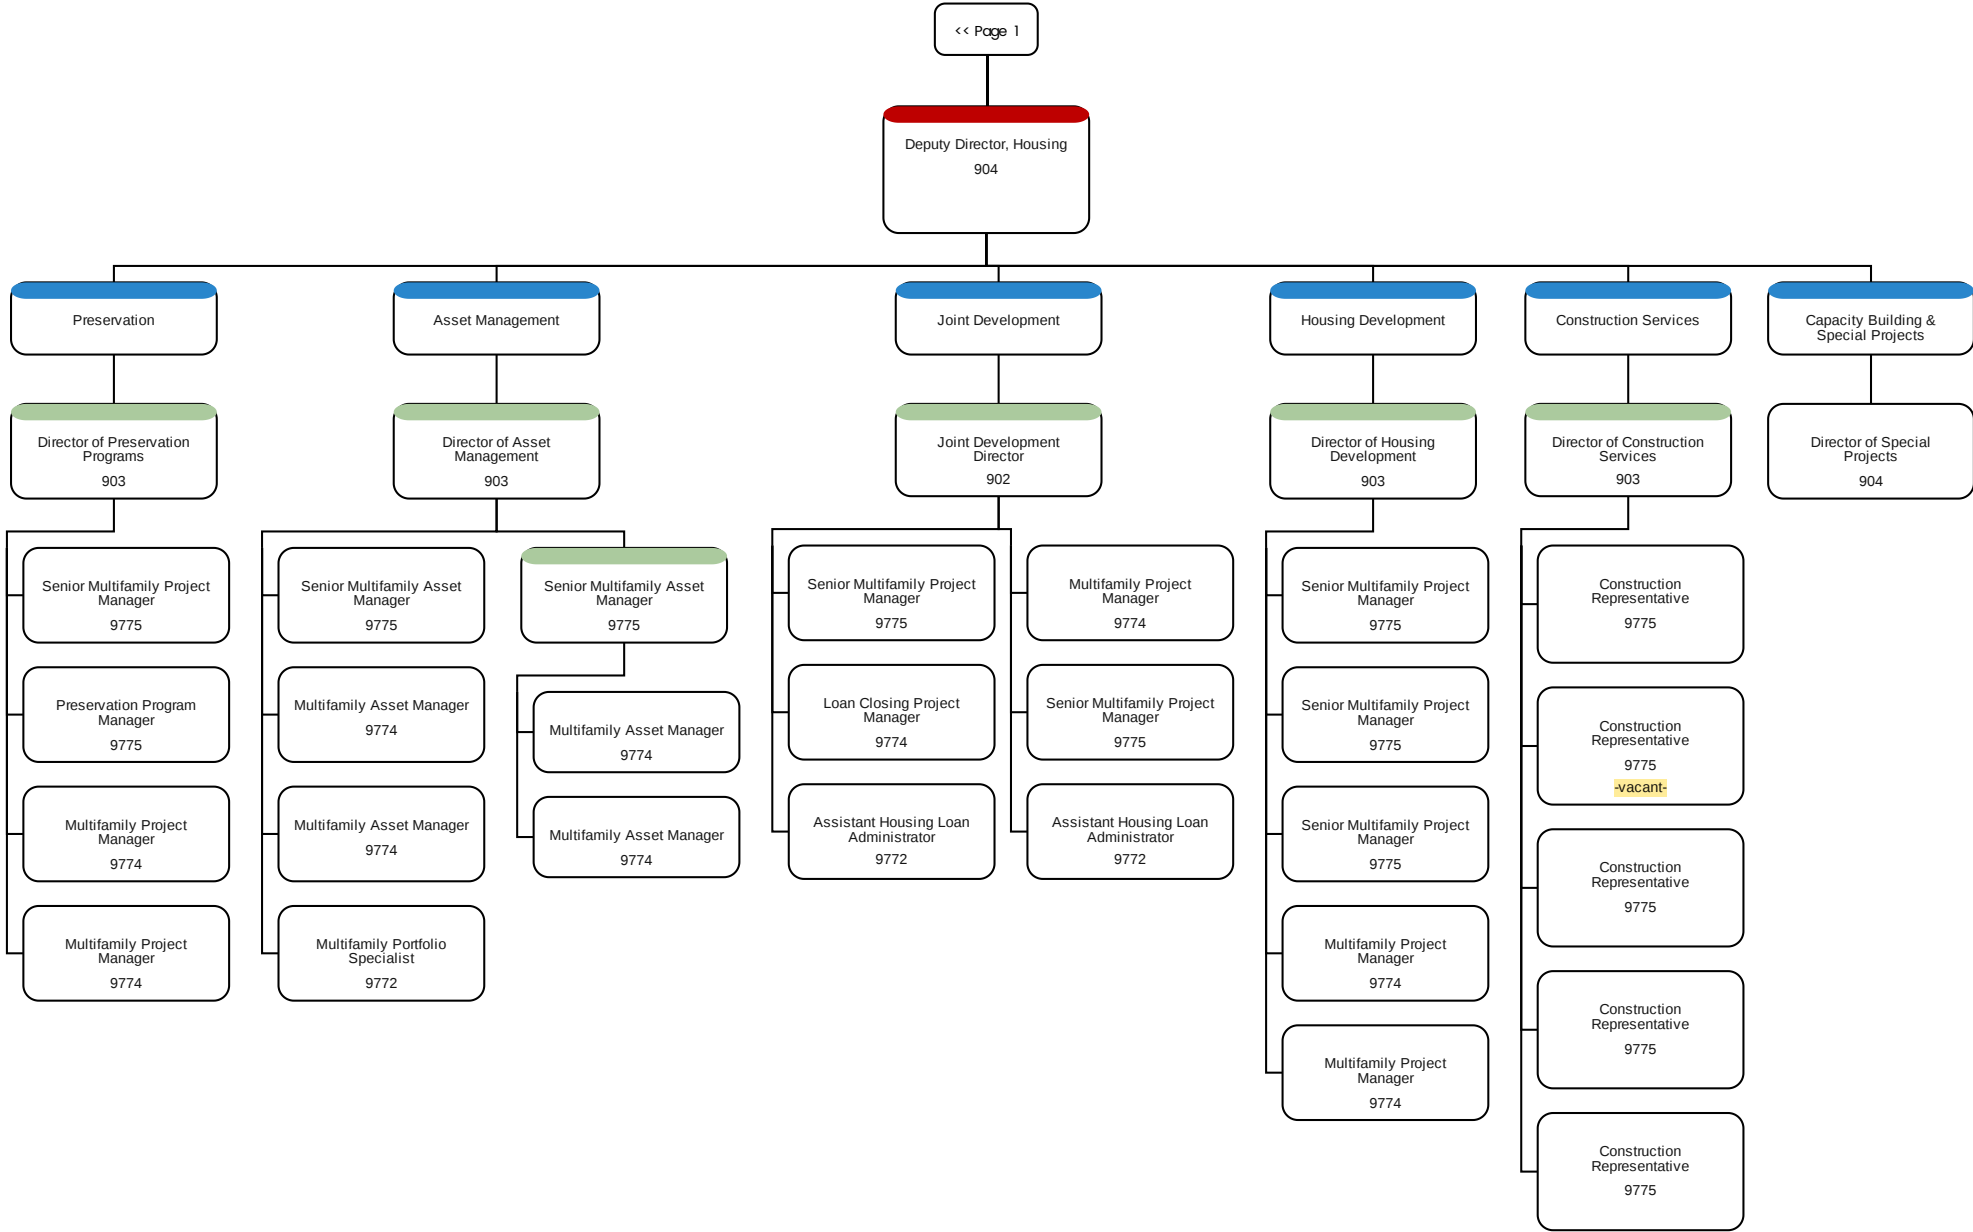 << Page 1
Deputy Director, Housing
904
Preservation
Asset Management
Joint Development
Housing Development
Construction Services
Capacity Building &
Special Projects
Director of Preservation
Programs
903
Director of Asset
Management
903
Joint Development
Director
902
Director of Housing
Development
903
Director of Construction
Services
903
Director of Special
Projects
904
Senior Multifamily Project
Manager
9775
Preservation Program
Manager
9775
Multifamily Project
Manager
9774
Multifamily Project
Manager
9774
Senior Multifamily Asset
Manager
9775
Multifamily Asset Manager
9774
Multifamily Asset Manager
9774
Multifamily Portfolio
Specialist
9772
Senior Multifamily Asset
Manager
9775
Multifamily Asset Manager
9774
Multifamily Asset Manager
9774
Senior Multifamily Project
Manager
9775
Loan Closing Project
Manager
9774
Assistant Housing Loan
Administrator
9772
Multifamily Project
Manager
9774
Senior Multifamily Project
Manager
9775
Assistant Housing Loan
Administrator
9772
Senior Multifamily Project
Manager
9775
Senior Multifamily Project
Manager
9775
Senior Multifamily Project
Manager
9775
Multifamily Project
Manager
9774
Multifamily Project
Manager
9774
Construction
Representative
9775
Construction
Representative
9775
-vacant-
Construction
Representative
9775
Construction
Representative
9775
Construction
Representative
9775